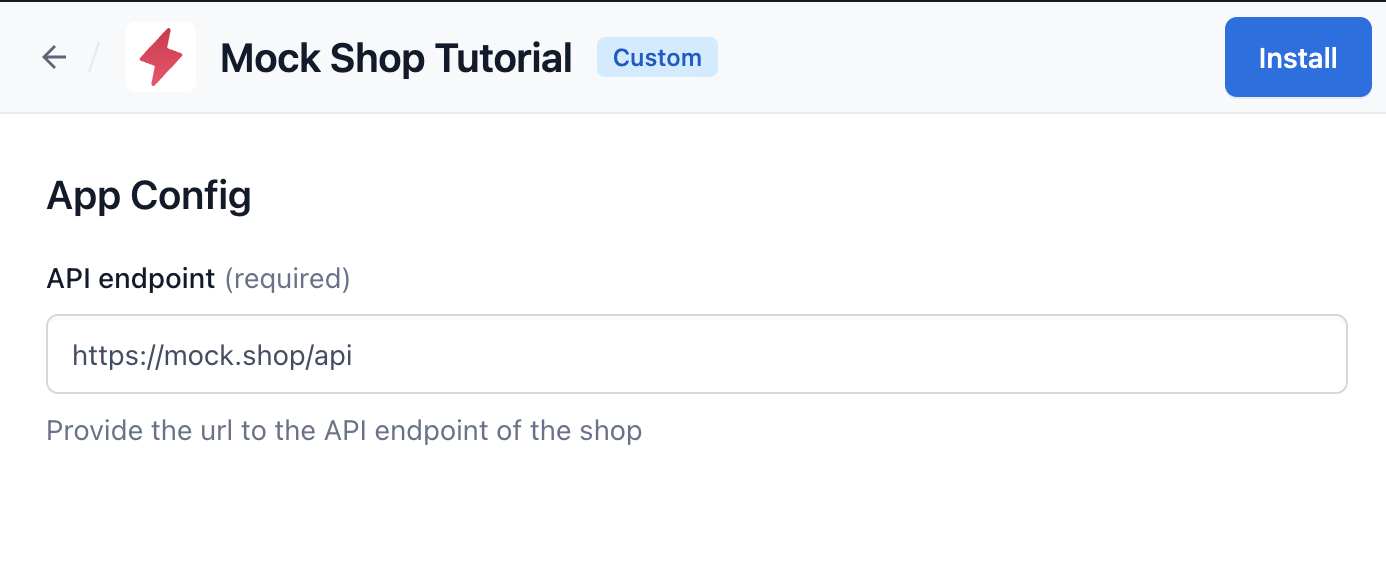 Mock Shop Tutorial Custom Install
App Config
API endpoint (required)
https://mock.shop/api
Provide the url to the API endpoint of the shop